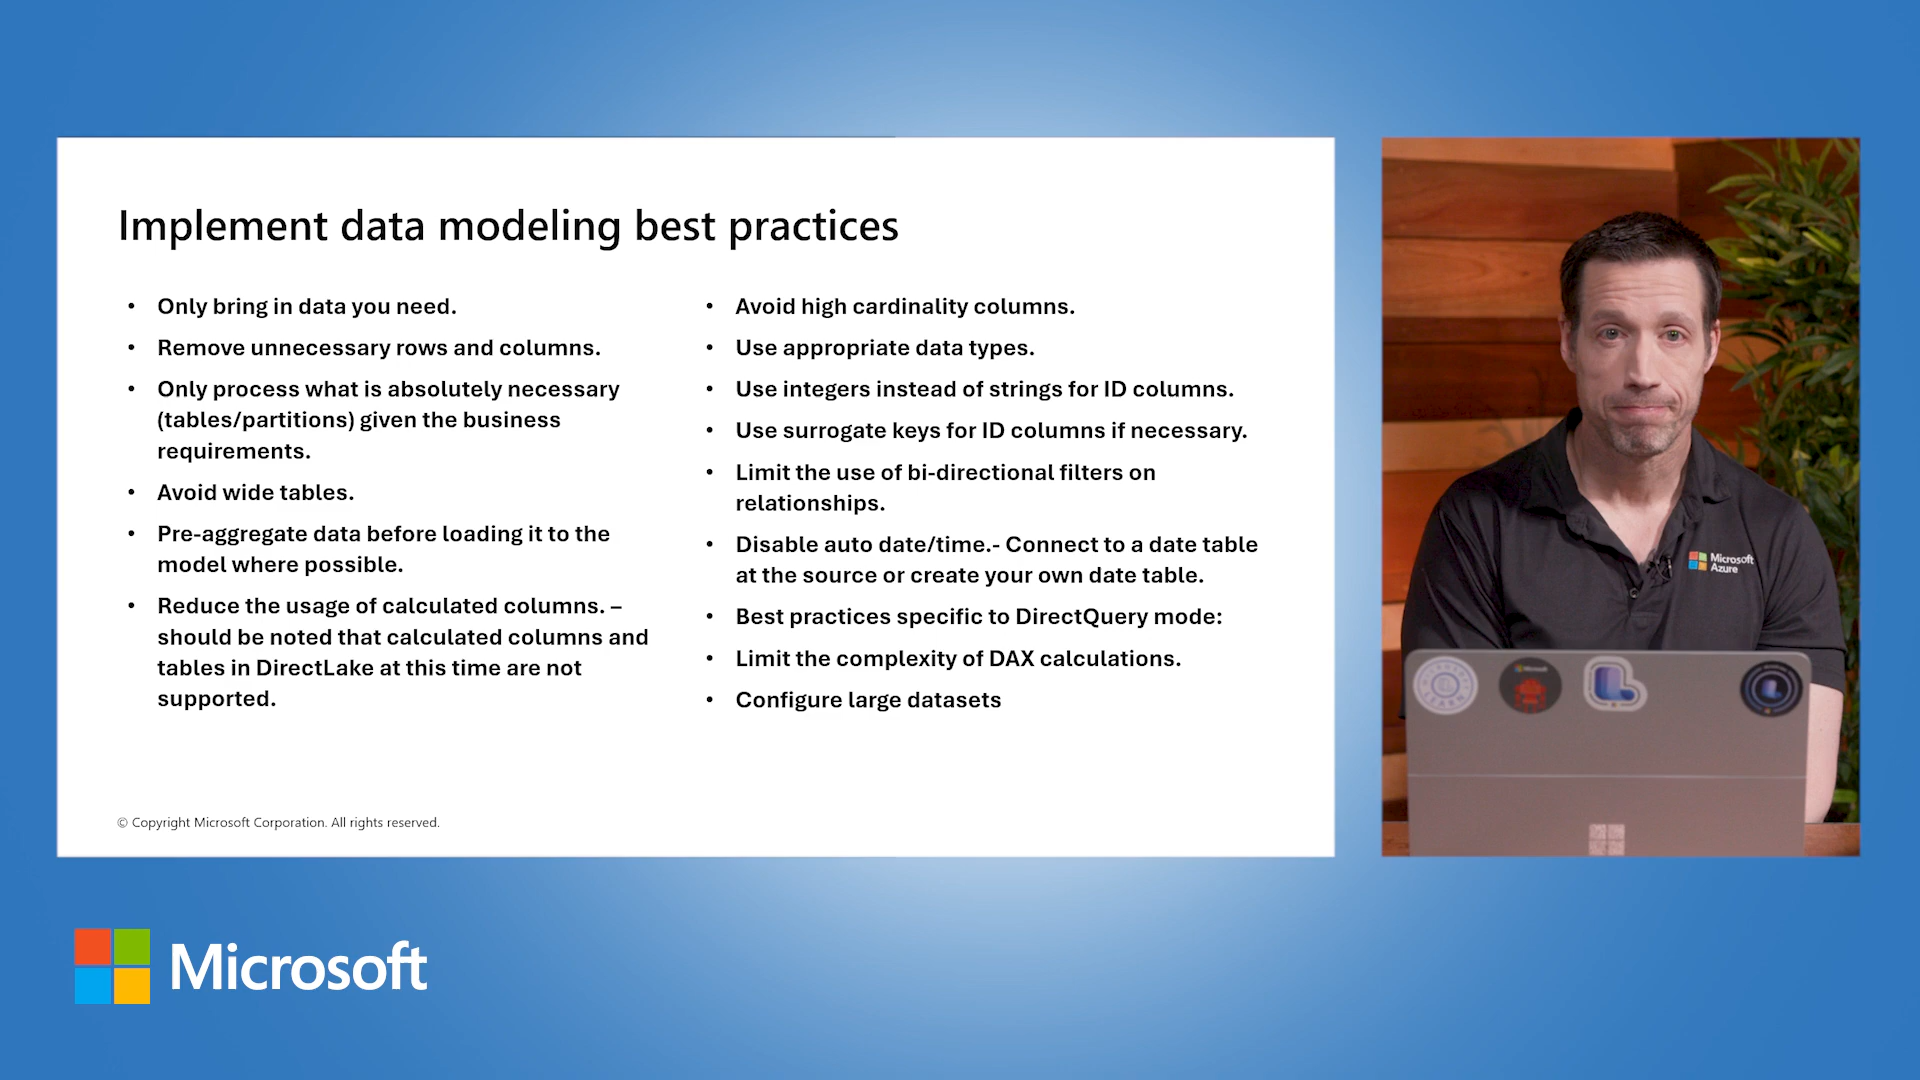 Implement data modeling best practices
• Only bring in data you need.
• Remove unnecessary rows and columns.
• Only process what is absolutely necessary
(tables/partitions) given the business
requirements.
• Avoid wide tables.
• Pre-aggregate data before loading it to the
model where possible.
• Reduce the usage of calculated columns. –
should be noted that calculated columns and
tables in DirectLake at this time are not
supported.
• Avoid high cardinality columns.
• Use appropriate data types.
• Use integers instead of strings for ID columns.
• Use surrogate keys for ID columns if necessary.
• Limit the use of bi-directional filters on
relationships.
• Disable auto date/time.- Connect to a date table
at the source or create your own date table.
• Best practices specific to DirectQuery mode:
• Limit the complexity of DAX calculations.
• Configure large datasets
© Copyright Microsoft Corporation. All rights reserved.
Microsoft
Azure
Microsoft